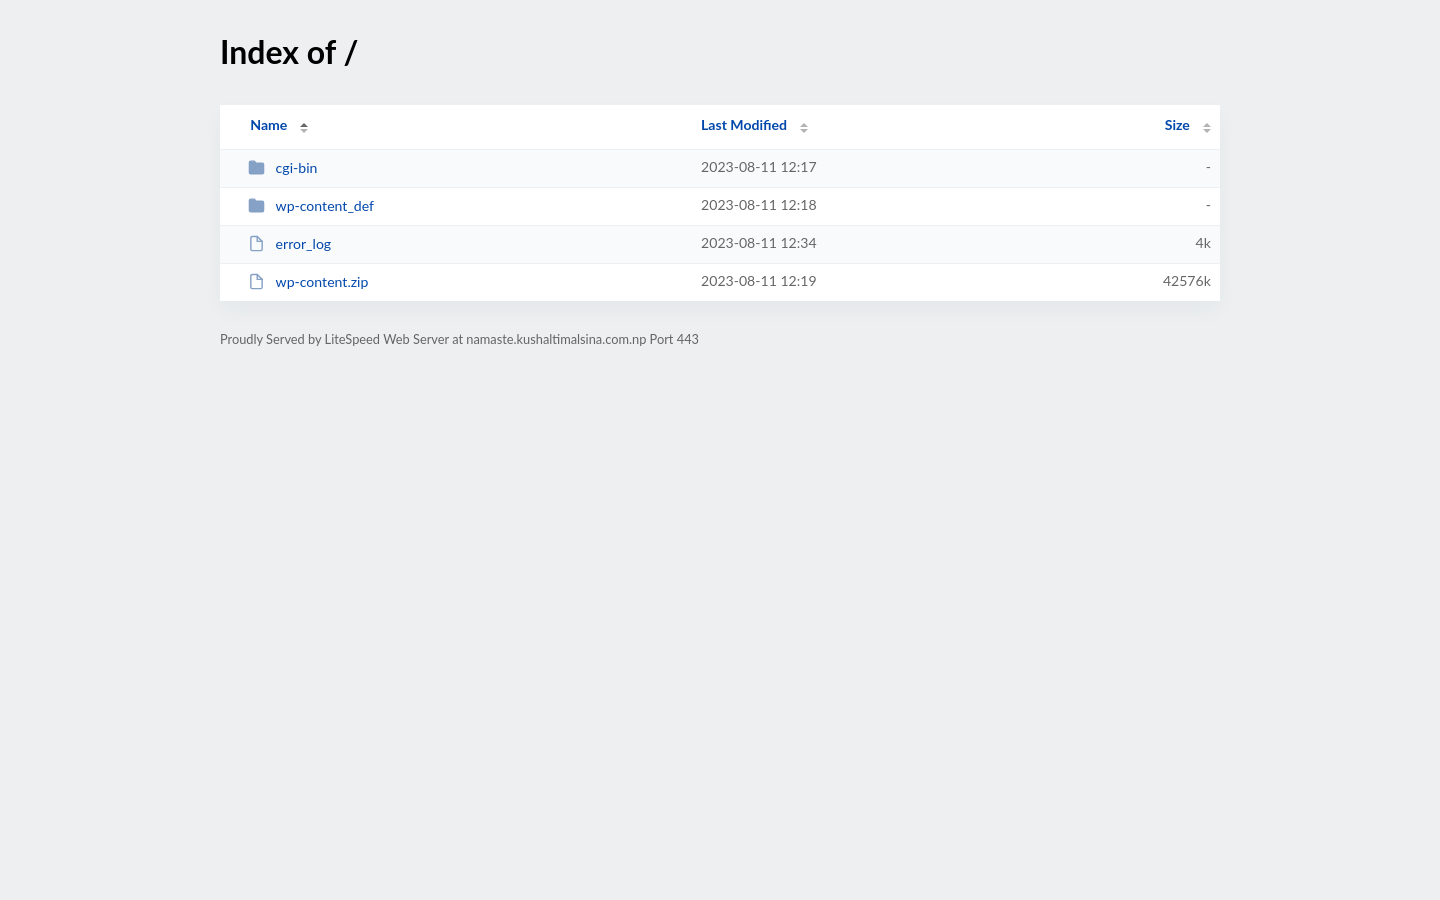 Index of /
Name Last Modified Size
cgi-bin 2023-08-11 12:17 -
wp-content_def 2023-08-11 12:18 -
error_log 2023-08-11 12:34 4k
wp-content.zip 2023-08-11 12:19 42576k
Proudly Served by LiteSpeed Web Server at namaste.kushaltimalsina.com.np Port 443